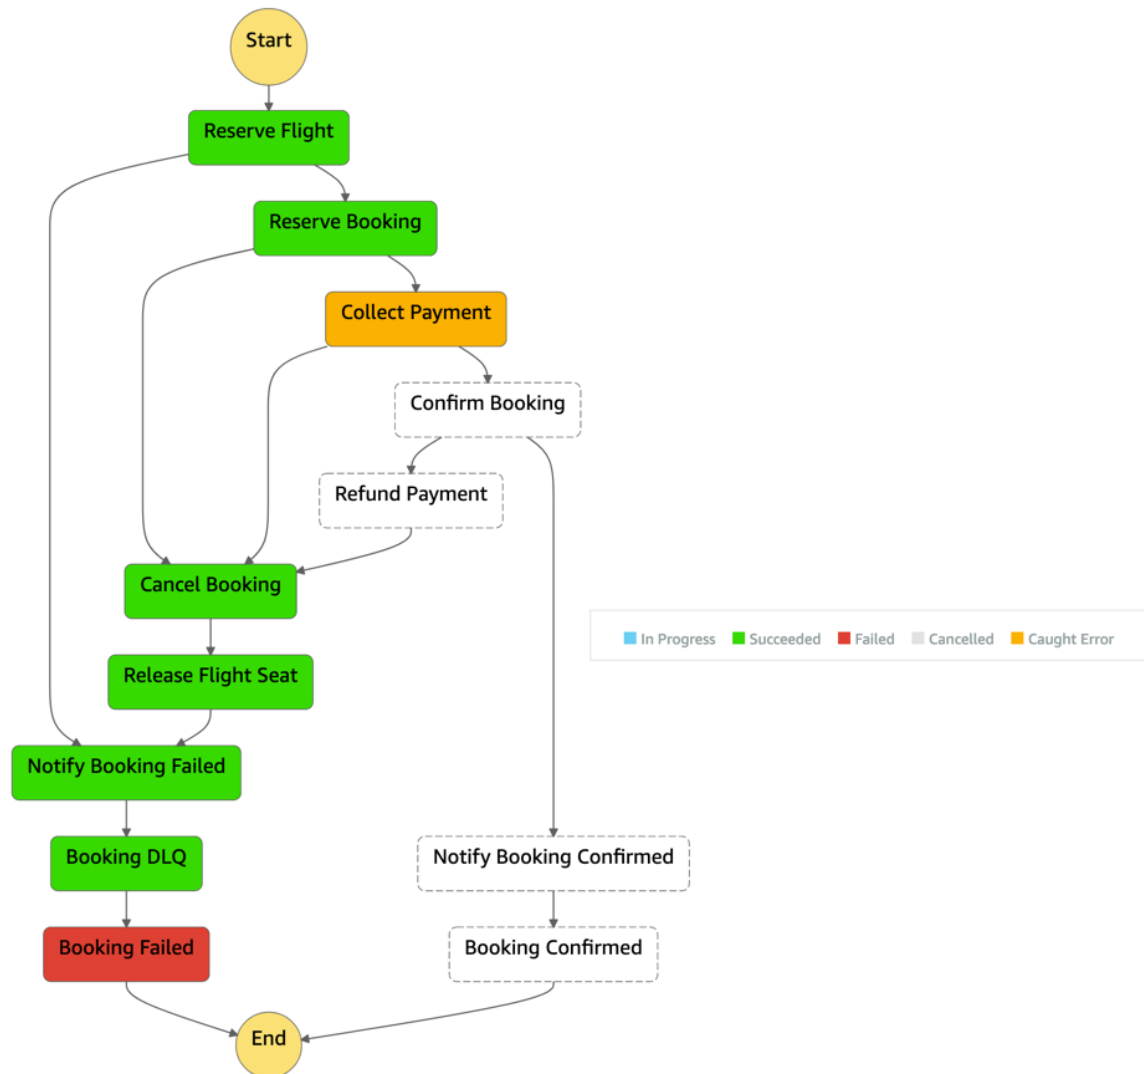 Start
Reserve Flight
Reserve Booking
Collect Payment
Confirm Booking
Refund Payment
Cancel Booking
In Progress Succeeded Failed Cancelled Caught Error
Release Flight Seat
Notify Booking Failed
Booking DLQ
Notify Booking Confirmed
Booking Failed
Booking Confirmed
End